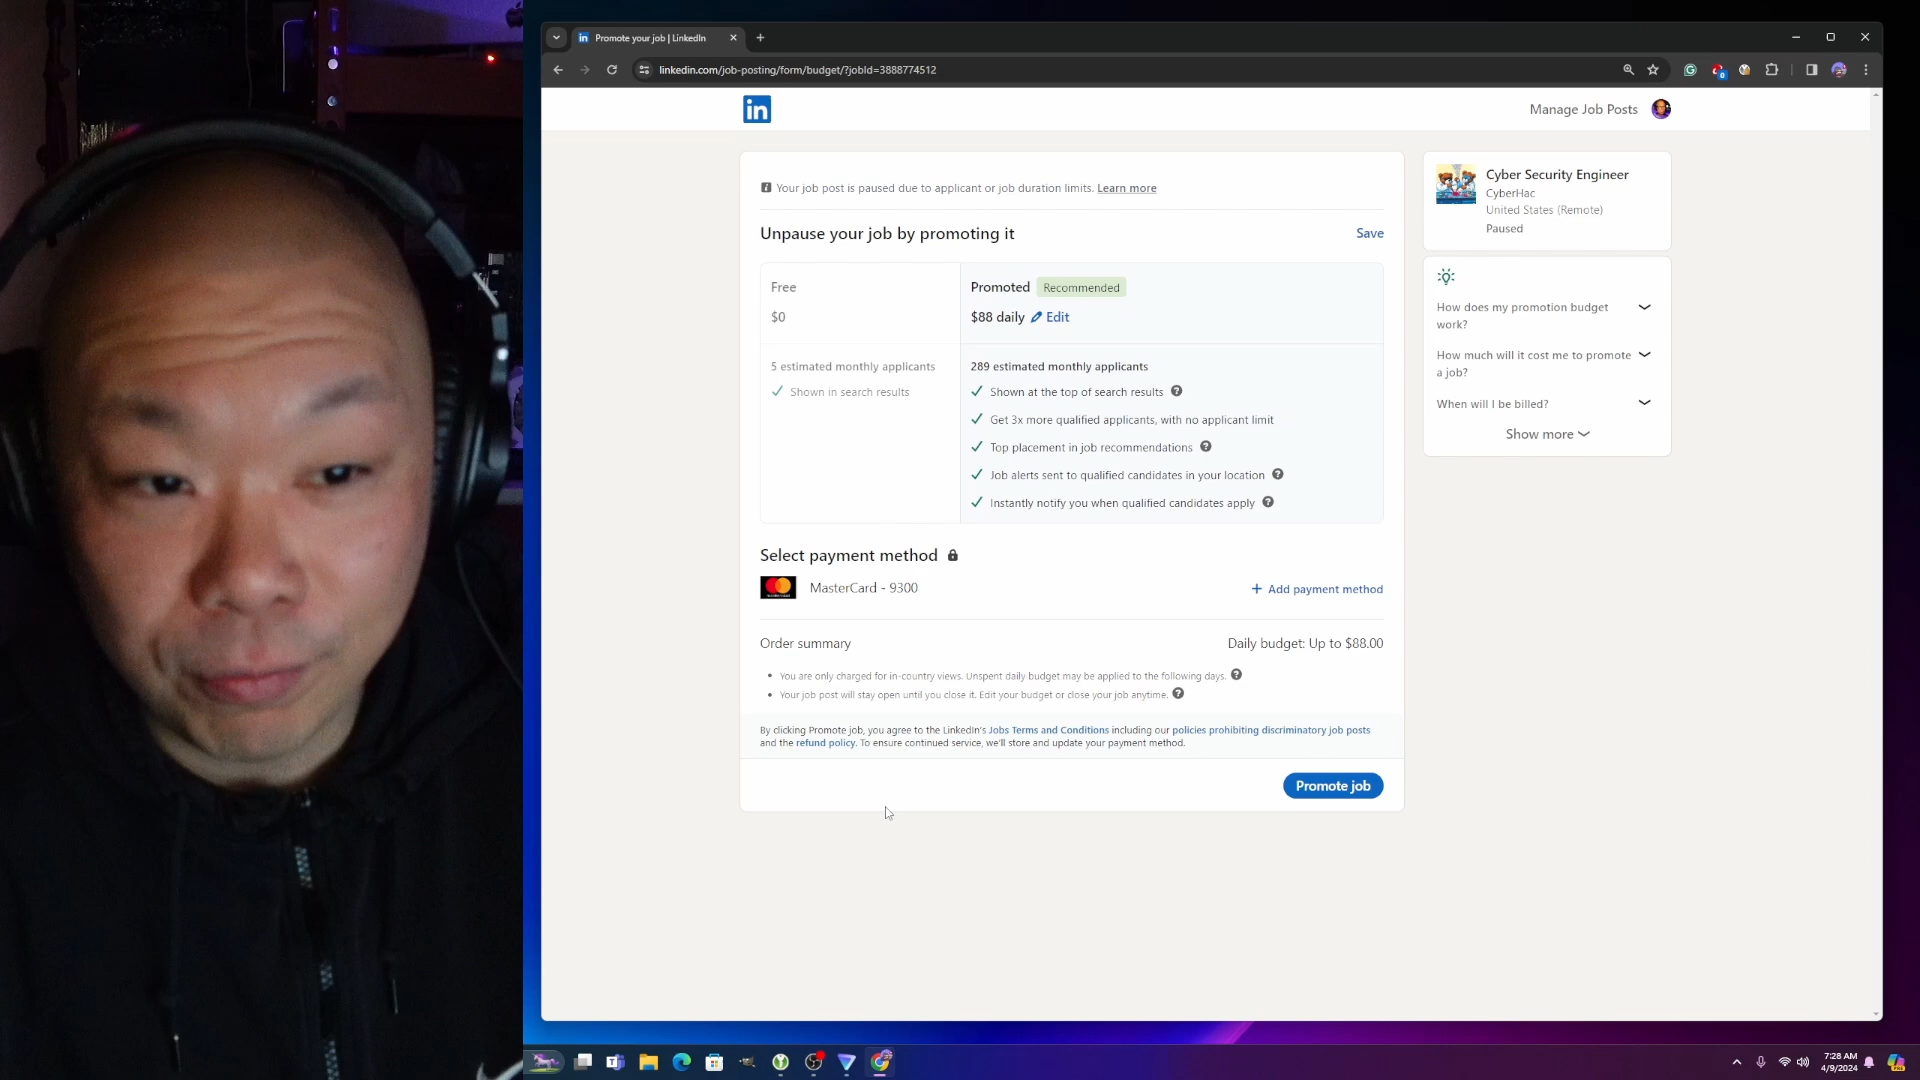 Promote your job | LinkedIn
linkedin.com/job-posting/form/budget/?jobId=3888774512
in
Manage Job Posts
Your job post is paused due to applicant or job duration limits. Learn more
Unpause your job by promoting it
Save
Free
$0
5 estimated monthly applicants
Shown in search results
Promoted Recommended
$88 daily Edit
289 estimated monthly applicants
Shown at the top of search results
Get 3x more qualified applicants, with no applicant limit
Top placement in job recommendations
Job alerts sent to qualified candidates in your location
Instantly notify you when qualified candidates apply
Select payment method
MasterCard - 9300
+ Add payment method
Order summary
Daily budget: Up to $88.00
• You are only charged for in-country views. Unspent daily budget may be applied to the following days.
• Your job post will stay open until you close it. Edit your budget or close your job anytime.
By clicking Promote job, you agree to the LinkedIn's Jobs Terms and Conditions including our policies prohibiting discriminatory job posts
and the refund policy. To ensure continued service, we'll store and update your payment method.
Promote job
Cyber Security Engineer
CyberHac
United States (Remote)
Paused
How does my promotion budget
work?
How much will it cost me to promote
a job?
When will I be billed?
Show more
7:28 AM
4/9/2024